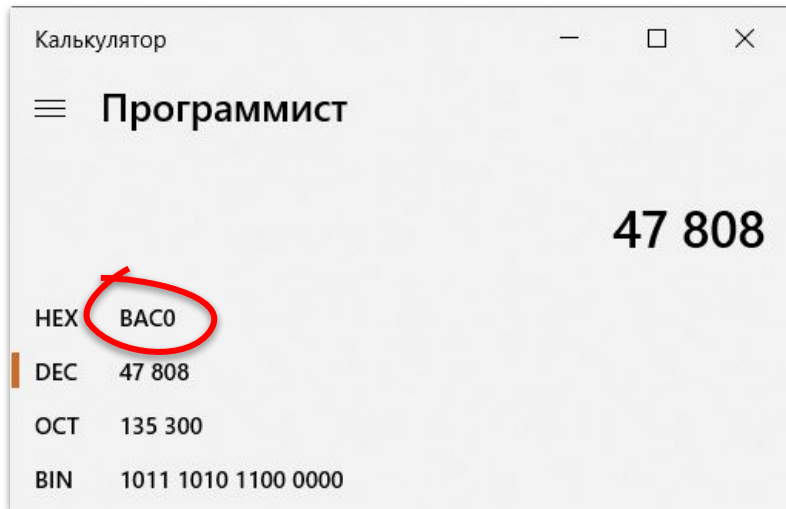 Калькулятор
Программист
47 808
HEX BAC0
DEC 47 808
OCT 135 300
BIN 1011 1010 1100 0000